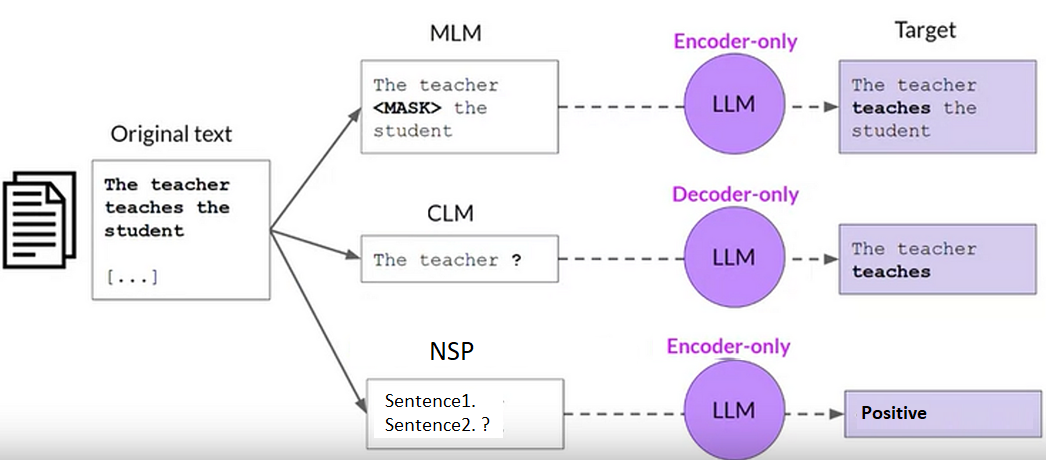 MLM
Encoder-only
Target
The teacher
<MASK> the
student
LLM
The teacher
teaches the
student
Original text
The teacher
teaches the
student
[...]
CLM
Decoder-only
The teacher ?
LLM
The teacher
teaches
NSP
Encoder-only
Sentence1.
Sentence2. ?
LLM
Positive